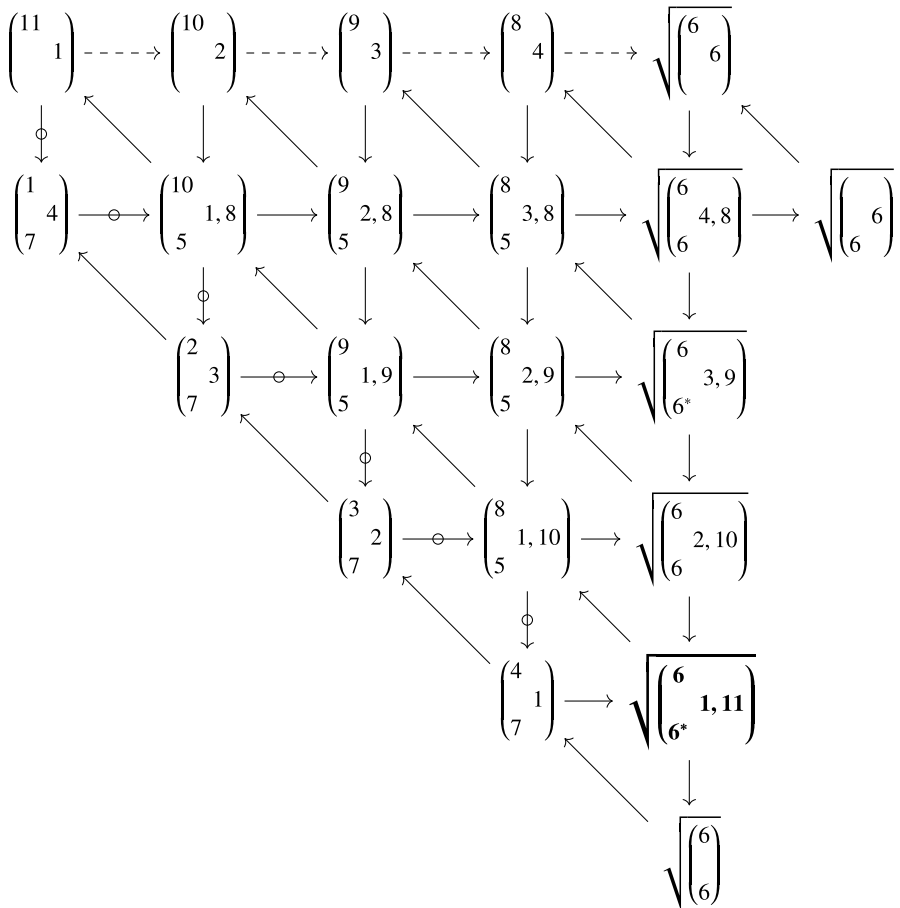 11 10 9 8 √6
1 2 3 4 6
1 10 9 8 √6
4 1, 8 2, 8 3, 8 4, 8 √6
7 5 5 5 6 6
2 9 8 √6
3 1, 9 2, 9 3, 9
7 5 5 6*
3 8 √6
2 1, 10 2, 10
7 5 6
4 √6
1 1, 11
7 6*
√6
6